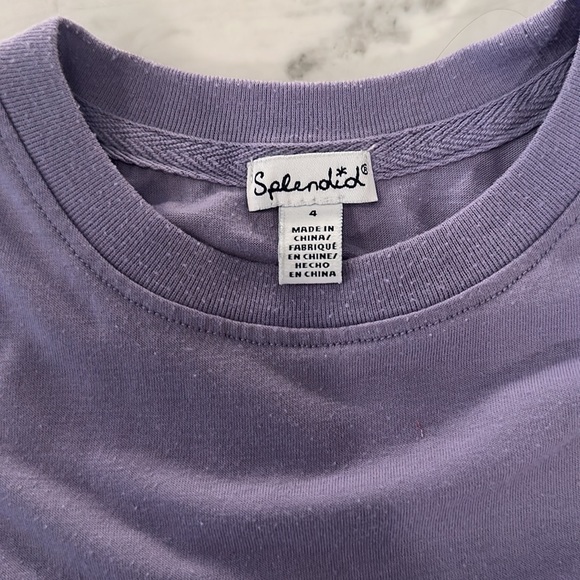 Splendid®
4
MADE IN
CHINA/
FABRIQUÉ
EN CHINE/
HECHO
EN CHINA